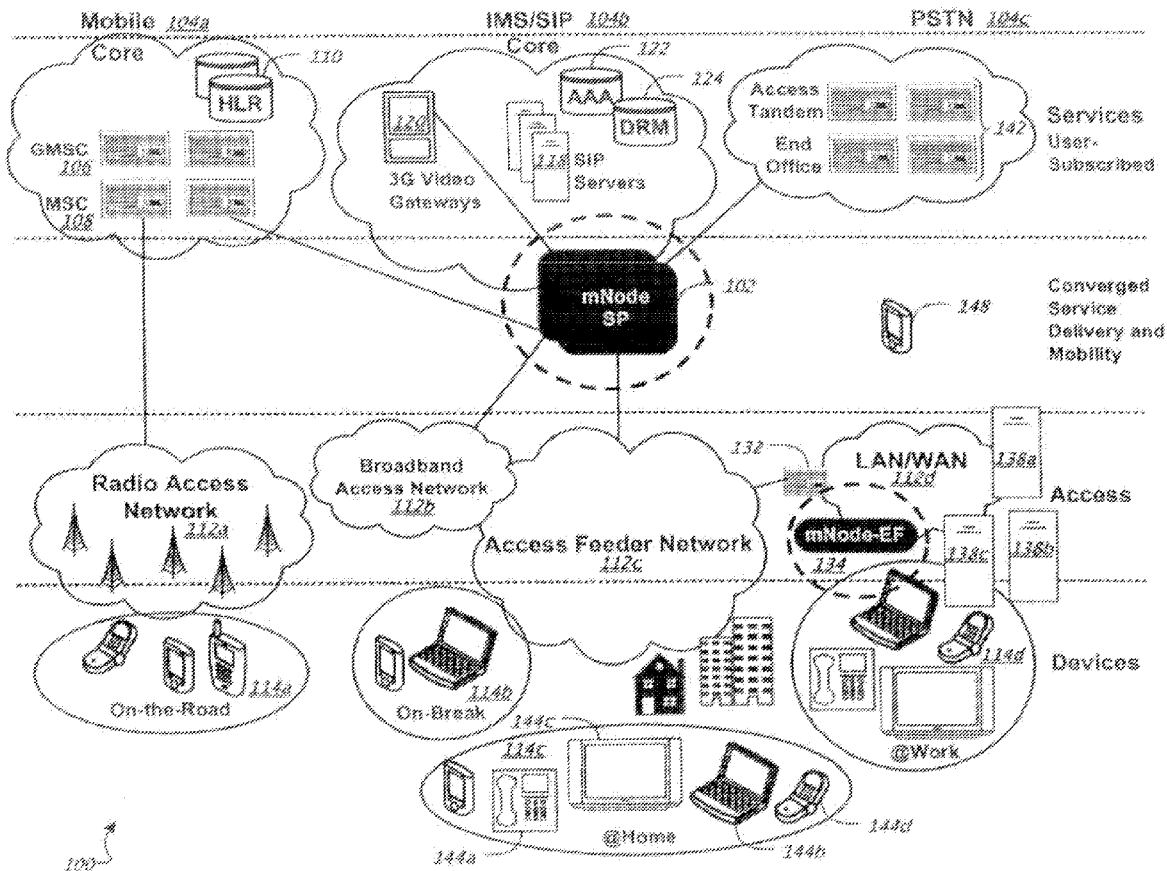 Mobile 104a
Core
IMS/SIP 104b
Core
PSTN 104c
110
HLR
GMSC
106
MSC
108
120
3G Video
Gateways
122
AAA
124
DRM
118 SIP
Servers
Access
Tandem
End
Office
142
Services
User-
Subscribed
mNode
SP
102
148
Converged
Service
Delivery and
Mobility
Radio Access
Network
112a
Broadband
Access Network
112b
Access Feeder Network
112c
132
LAN/WAN
112d
mNode-EF
134
138a
138b
138c
Access
114a
On-the-Road
114b
On-Break
114d
@Work
Devices
144c
114c
@Home
144a
144b
144d
100